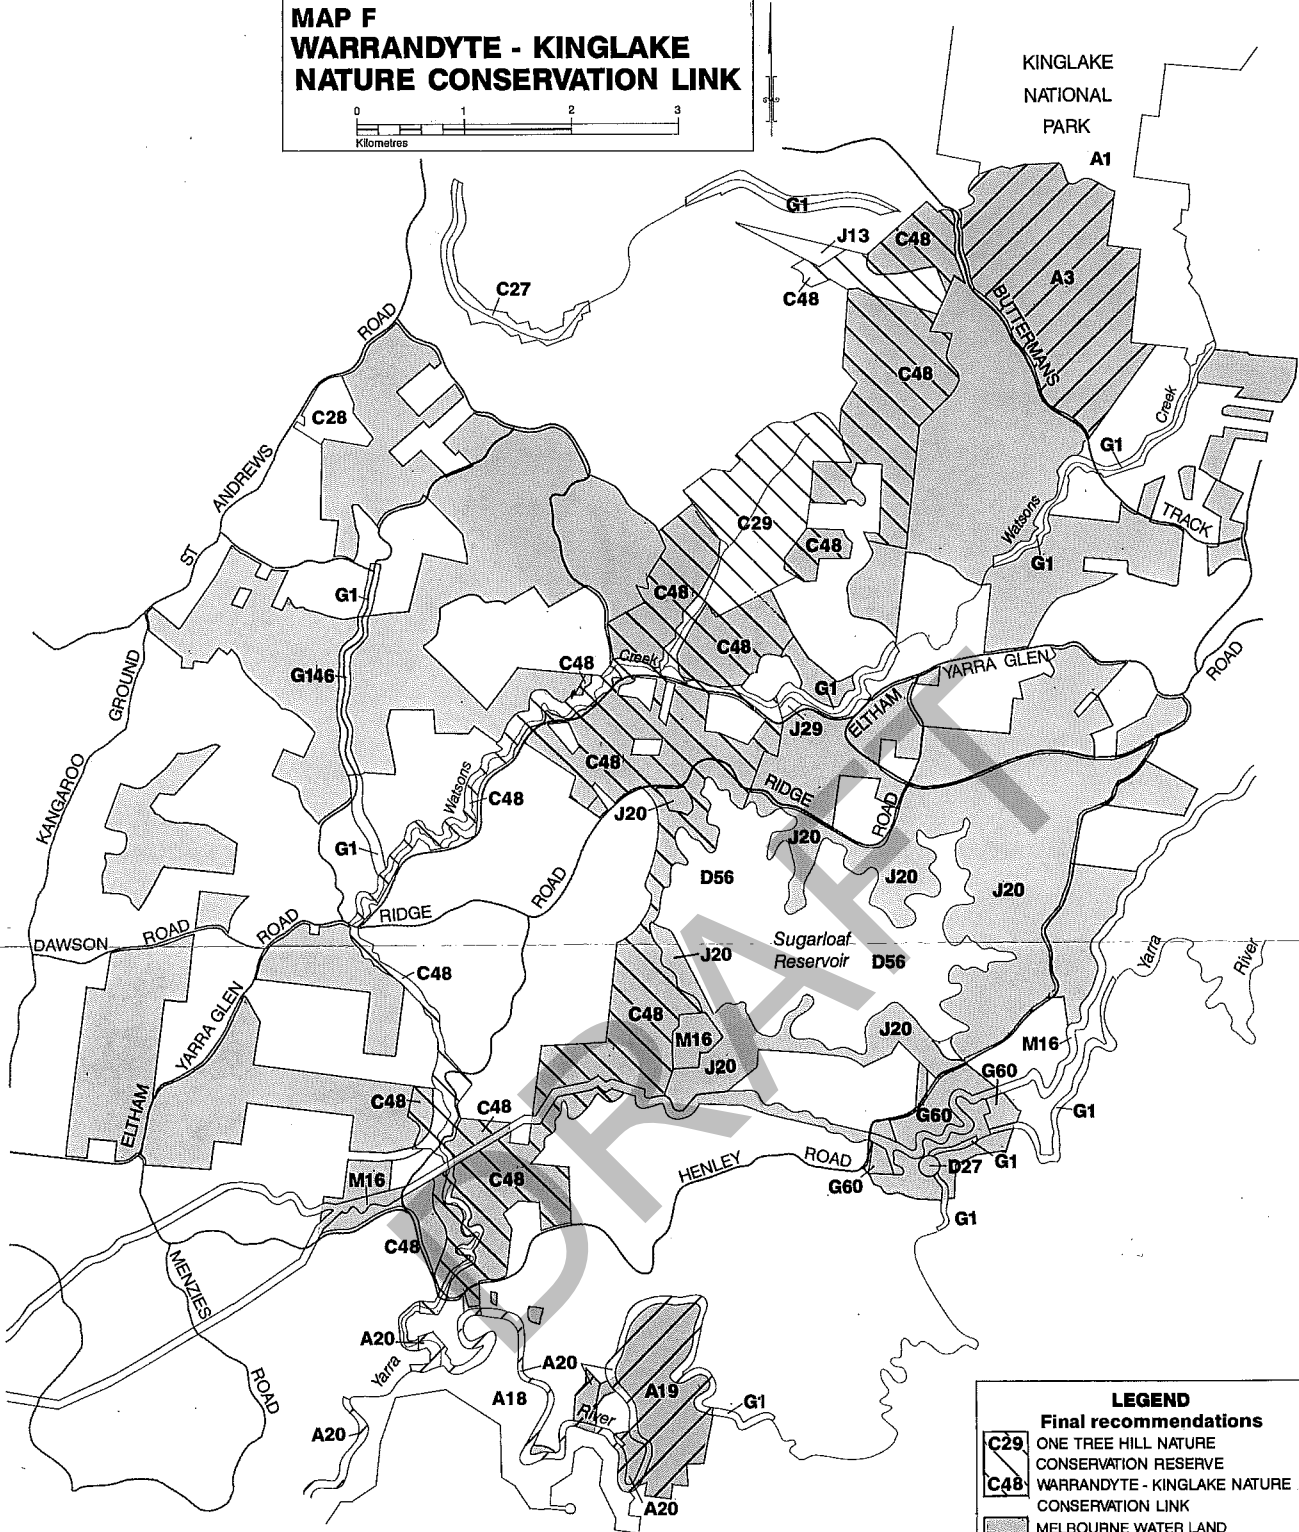 MAP F
WARRANDYTE - KINGLAKE
NATURE CONSERVATION LINK
0 1 2 3
Kilometres
KINGLAKE
NATIONAL
PARK
A1
G1
J13
C48
A3
C27
C48
BUTTERMANS
ROAD
C48
C28
Creek
G1
ANDREWS
Watsons
C29
TRACK
C48
ST
G1
G1
C48
C48
Creek
C48
YARRA GLEN
ROAD
G146
G1
GROUND
ELTHAM
J29
C48
Watsons
RIDGE
C48
KANGAROO
J20
ROAD
J20
G1
D56
J20
J20
ROAD
RIDGE
ROAD
ROAD
DAWSON
Sugarloaf
Reservoir
D56
Yarra
River
J20
C48
YARRA GLEN
C48
J20
M16
M16
J20
G60
C48
C48
G60
G1
ELTHAM
HENLEY
ROAD
D27
G1
M16
C48
G60
G1
C48
MENZIES
A20
A20
Yarra
A18
A19
G1
ROAD
River
A20
A20
DRAFT
LEGEND
Final recommendations
C29 ONE TREE HILL NATURE
CONSERVATION RESERVE
C48 WARRANDYTE - KINGLAKE NATURE
CONSERVATION LINK
MELBOURNE WATER LAND